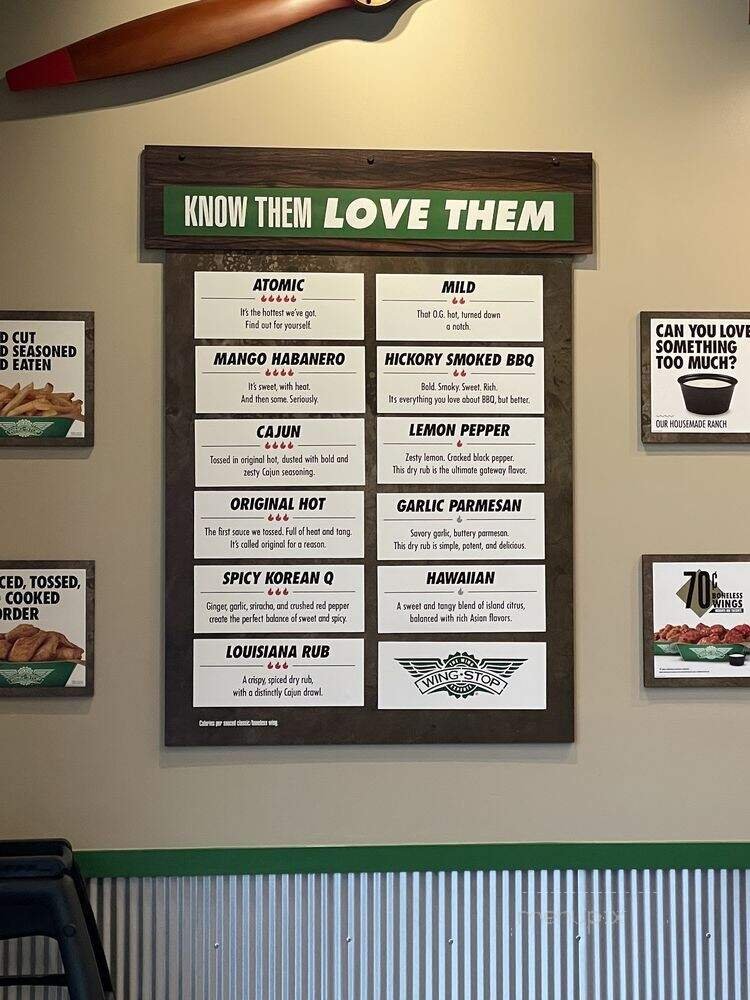 KNOW THEM LOVE THEM
ATOMIC
It's the hottest we've got.
Find out for yourself.
MANGO HABANERO
It's sweet, with heat.
And then some. Seriously.
CAJUN
Tossed in original hot, dusted with bold and
zesty Cajun seasoning.
ORIGINAL HOT
The first sauce we tossed. Full of heat and tang.
It's called original for a reason.
SPICY KOREAN Q
Ginger, garlic, sriracha, and crushed red pepper
create the perfect balance of sweet and spicy.
LOUISIANA RUB
A crispy, spiced dry rub,
with a distinctly Cajun drawl.
Calories per sauced classic/boneless wing.
MILD
That O.G. hot, turned down
a notch.
HICKORY SMOKED BBQ
Bold. Smoky. Sweet. Rich.
Its everything you love about BBQ, but better.
LEMON PEPPER
Zesty lemon. Cracked black pepper.
This dry rub is the ultimate gateway flavor.
GARLIC PARMESAN
Savory garlic, buttery parmesan.
This dry rub is simple, potent, and delicious.
HAWAIIAN
A sweet and tangy blend of island citrus,
balanced with rich Asian flavors.
WING STOP
D CUT
D SEASONED
D EATEN
CED, TOSSED,
COOKED
ORDER
CAN YOU LOVE
SOMETHING
TOO MUCH?
OUR HOUSEMADE RANCH
70¢
BONELESS
WINGS
menupix